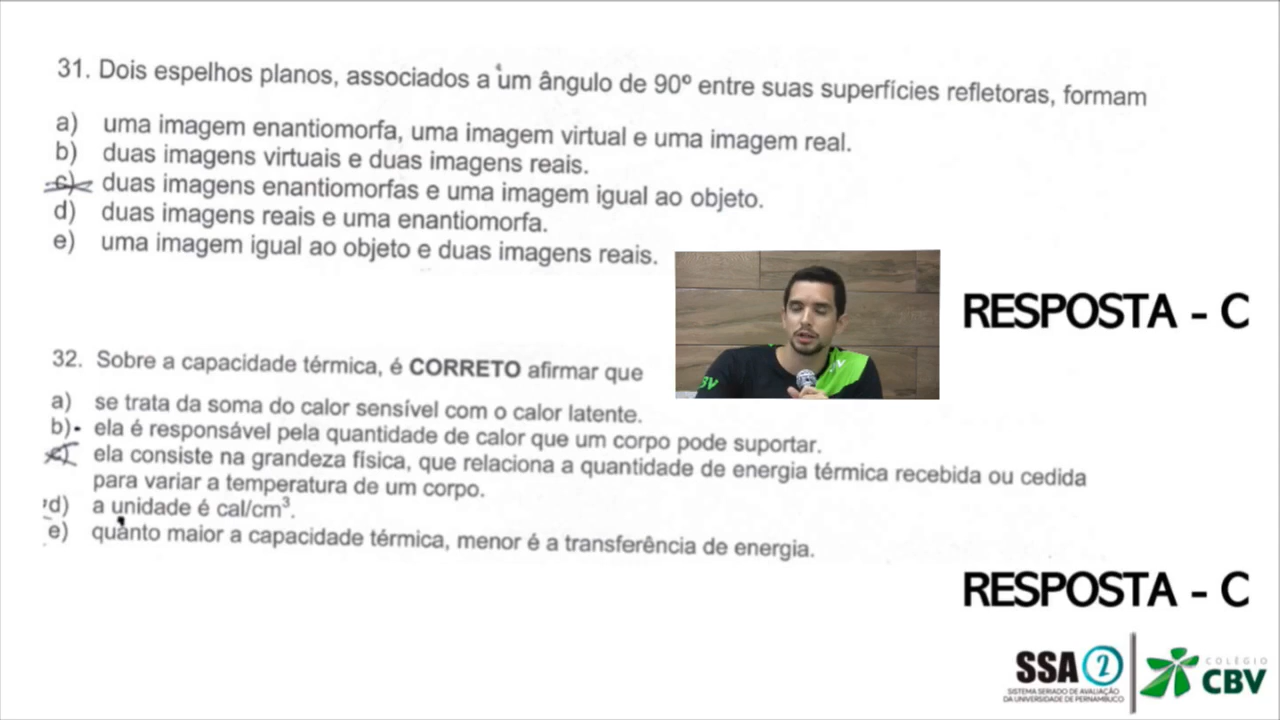 31. Dois espelhos planos, associados a um ângulo de 90º entre suas superfícies refletoras, formam
a) uma imagem enantiomorfa, uma imagem virtual e uma imagem real.
b) duas imagens virtuais e duas imagens reais.
c) duas imagens enantiomorfas e uma imagem igual ao objeto.
d) duas imagens reais e uma enantiomorfa.
e) uma imagem igual ao objeto e duas imagens reais.
RESPOSTA - C
32. Sobre a capacidade térmica, é CORRETO afirmar que
a) se trata da soma do calor sensível com o calor latente.
b) ela é responsável pela quantidade de calor que um corpo pode suportar.
ela consiste na grandeza física, que relaciona a quantidade de energia térmica recebida ou cedida
para variar a temperatura de um corpo.
d) a unidade é cal/cm³.
e) quanto maior a capacidade térmica, menor é a transferência de energia.
RESPOSTA - C
SSA 2
SISTEMA SERIADO DE AVALIAÇÃO
DA UNIVERSIDADE DE PERNAMBUCO
COLÉGIO
CBV